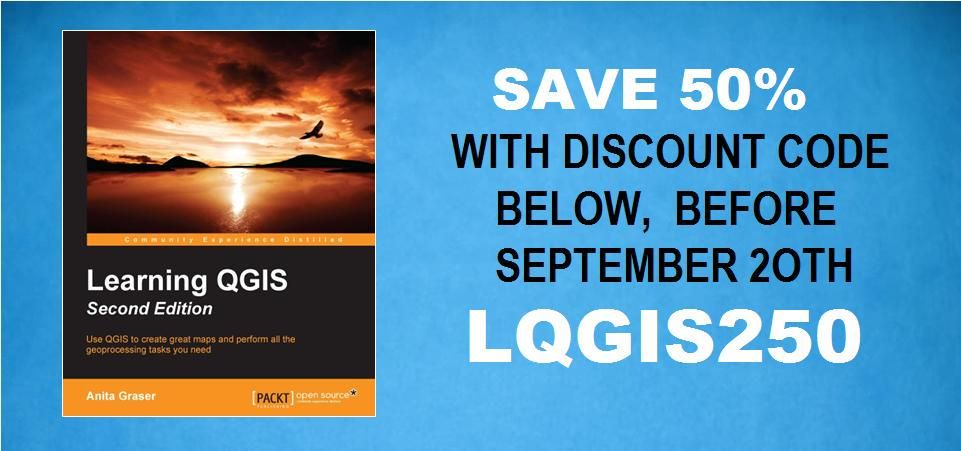 Community Experience Distilled
Learning QGIS
Second Edition
Use QGIS to create great maps and perform all the
geoprocessing tasks you need
Anita Graser
[PACKT] open source*
PUBLISHING
SAVE 50%
WITH DISCOUNT CODE
BELOW, BEFORE
SEPTEMBER 2OTH
LQGIS250